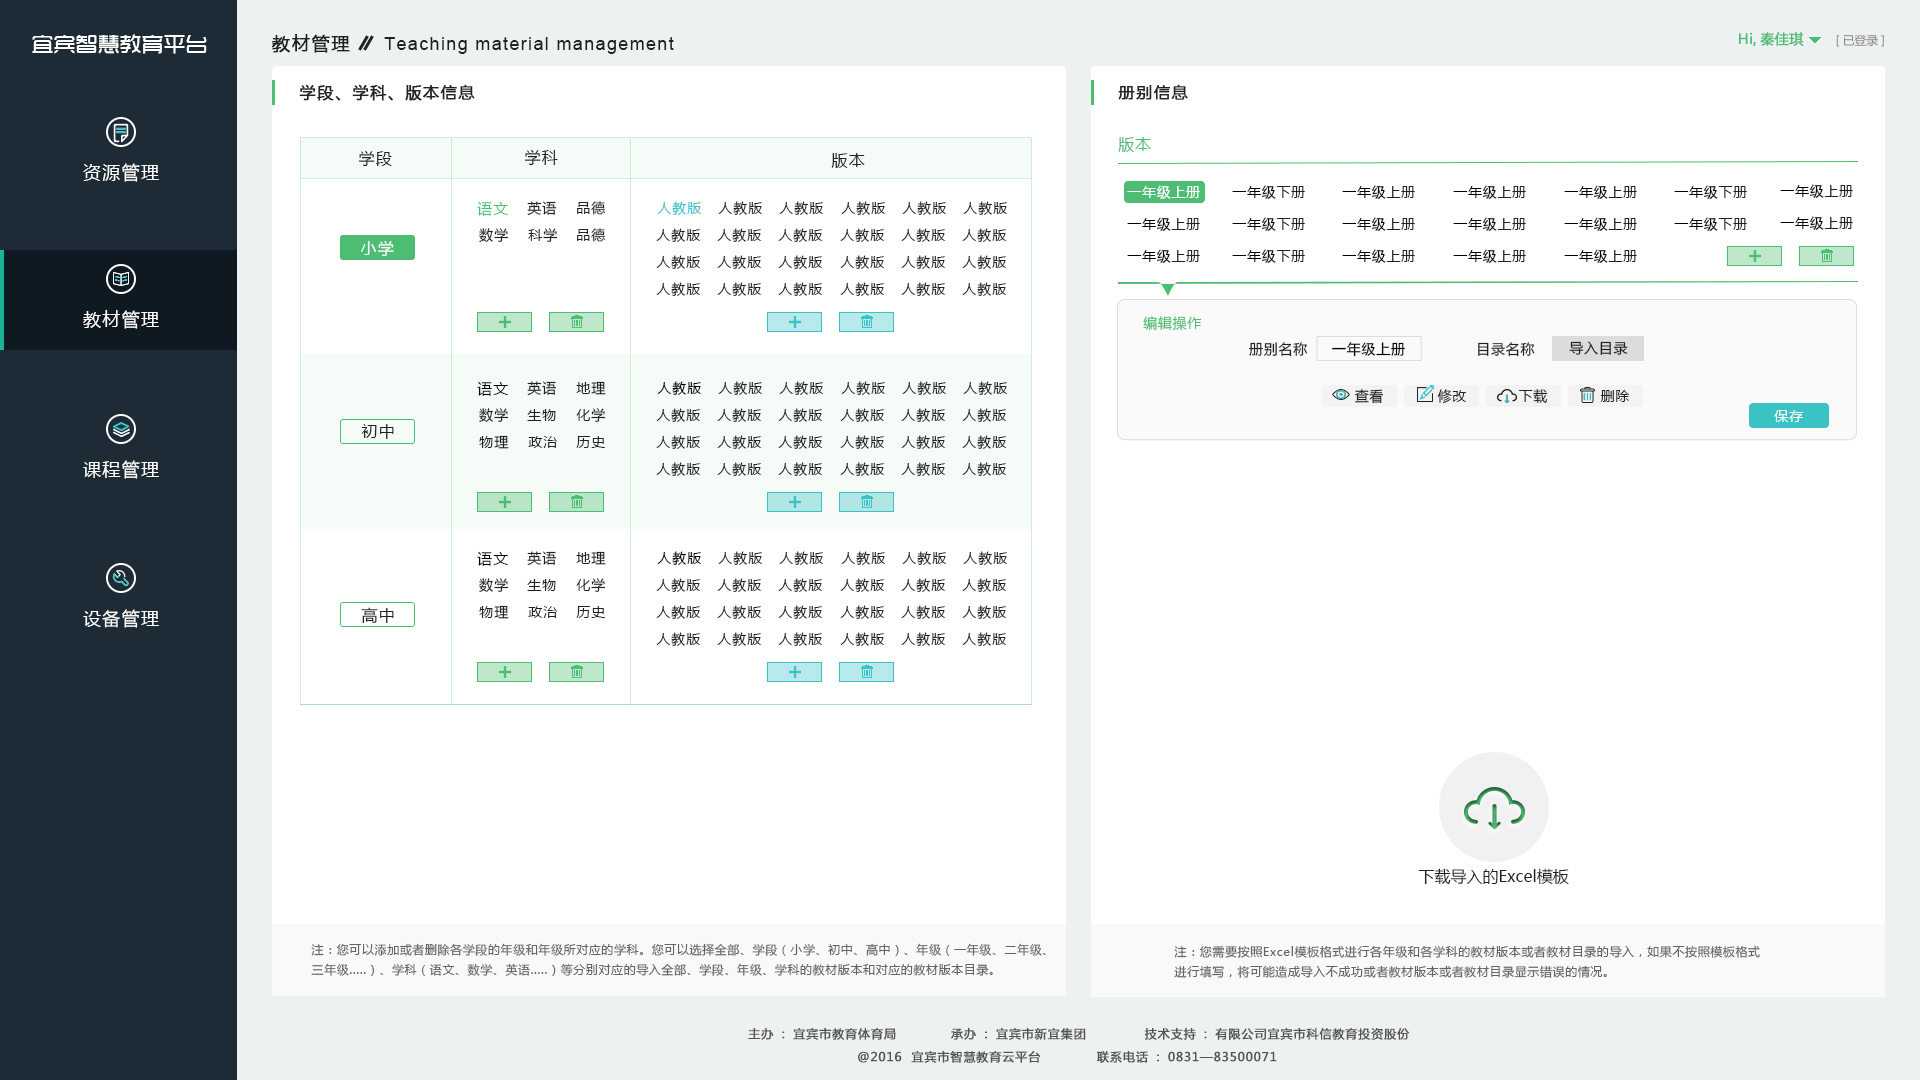 宜宾智慧教育平台
资源管理
教材管理
课程管理
设备管理
教材管理 // Teaching material management
Hi, 秦佳琪 [ 已登录 ]
学段、学科、版本信息
学段 学科 版本
小学
语文 英语 品德
数学 科学 品德
人教版 人教版 人教版 人教版 人教版 人教版
人教版 人教版 人教版 人教版 人教版 人教版
人教版 人教版 人教版 人教版 人教版 人教版
人教版 人教版 人教版 人教版 人教版 人教版
初中
语文 英语 地理
数学 生物 化学
物理 政治 历史
人教版 人教版 人教版 人教版 人教版 人教版
人教版 人教版 人教版 人教版 人教版 人教版
人教版 人教版 人教版 人教版 人教版 人教版
人教版 人教版 人教版 人教版 人教版 人教版
高中
语文 英语 地理
数学 生物 化学
物理 政治 历史
人教版 人教版 人教版 人教版 人教版 人教版
人教版 人教版 人教版 人教版 人教版 人教版
人教版 人教版 人教版 人教版 人教版 人教版
人教版 人教版 人教版 人教版 人教版 人教版
注：您可以添加或者删除各学段的年级和年级所对应的学科。您可以选择全部、学段（小学、初中、高中）、年级（一年级、二年级、
三年级.....）、学科（语文、数学、英语.....）等分别对应的导入全部、学段、年级、学科的教材版本和对应的教材版本目录。
册别信息
版本
一年级上册 一年级下册 一年级上册 一年级上册 一年级上册 一年级下册 一年级上册
一年级上册 一年级下册 一年级上册 一年级上册 一年级上册 一年级下册 一年级上册
一年级上册 一年级下册 一年级上册 一年级上册 一年级上册
编辑操作
册别名称 一年级上册 目录名称 导入目录
查看 修改 下载 删除
保存
下载导入的Excel模板
注：您需要按照Excel模板格式进行各年级和各学科的教材版本或者教材目录的导入，如果不按照模板格式
进行填写，将可能造成导入不成功或者教材版本或者教材目录显示错误的情况。
主办 ： 宜宾市教育体育局 承办 ： 宜宾市新宜集团 技术支持 ： 有限公司宜宾市科信教育投资股份
@2016 宜宾市智慧教育云平台 联系电话 ： 0831—83500071